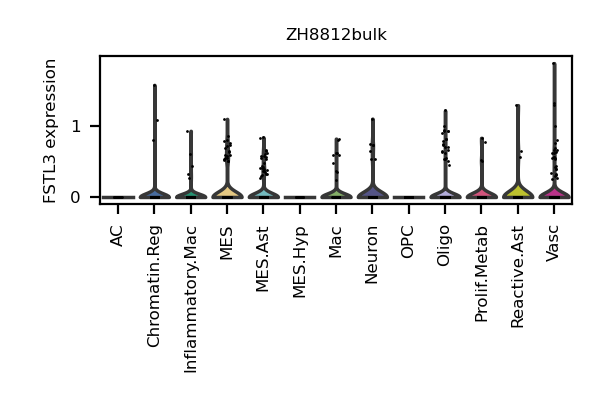 ZH8812bulk
FSTL3 expression
1
0
AC
Chromatin.Reg
Inflammatory.Mac
MES
MES.Ast
MES.Hyp
Mac
Neuron
OPC
Oligo
Prolif.Metab
Reactive.Ast
Vasc